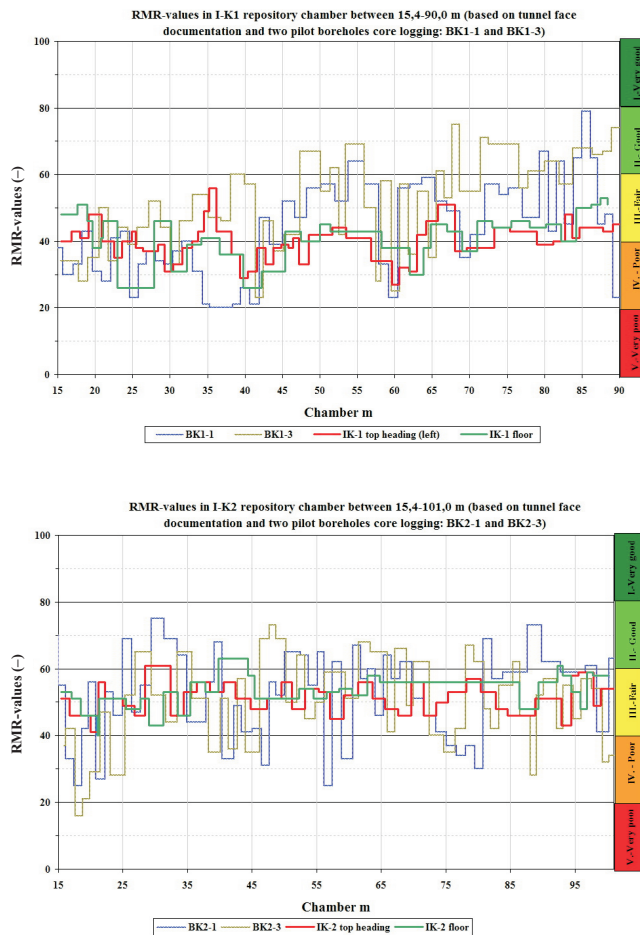 RMR-values in I-K1 repository chamber between 15,4-90,0 m (based on tunnel face
documentation and two pilot boreholes core logging: BK1-1 and BK1-3)
100
80
60
40
20
0
RMR-values (–)
15 20 25 30 35 40 45 50 55 60 65 70 75 80 85 90
Chamber m
I.-Very good
II.- Good
III.-Fair
IV. - Poor
V.-Very poor
BK1-1 BK1-3 IK-1 top heading (left) IK-1 floor
RMR-values in I-K2 repository chamber between 15,4-101,0 m (based on tunnel face
documentation and two pilot boreholes core logging: BK2-1 and BK2-3)
100
80
60
40
20
0
RMR-values (–)
15 25 35 45 55 65 75 85 95
Chamber m
I.-Very good
II.- Good
III.-Fair
IV. - Poor
V.-Very poor
BK2-1 BK2-3 IK-2 top heading IK-2 floor